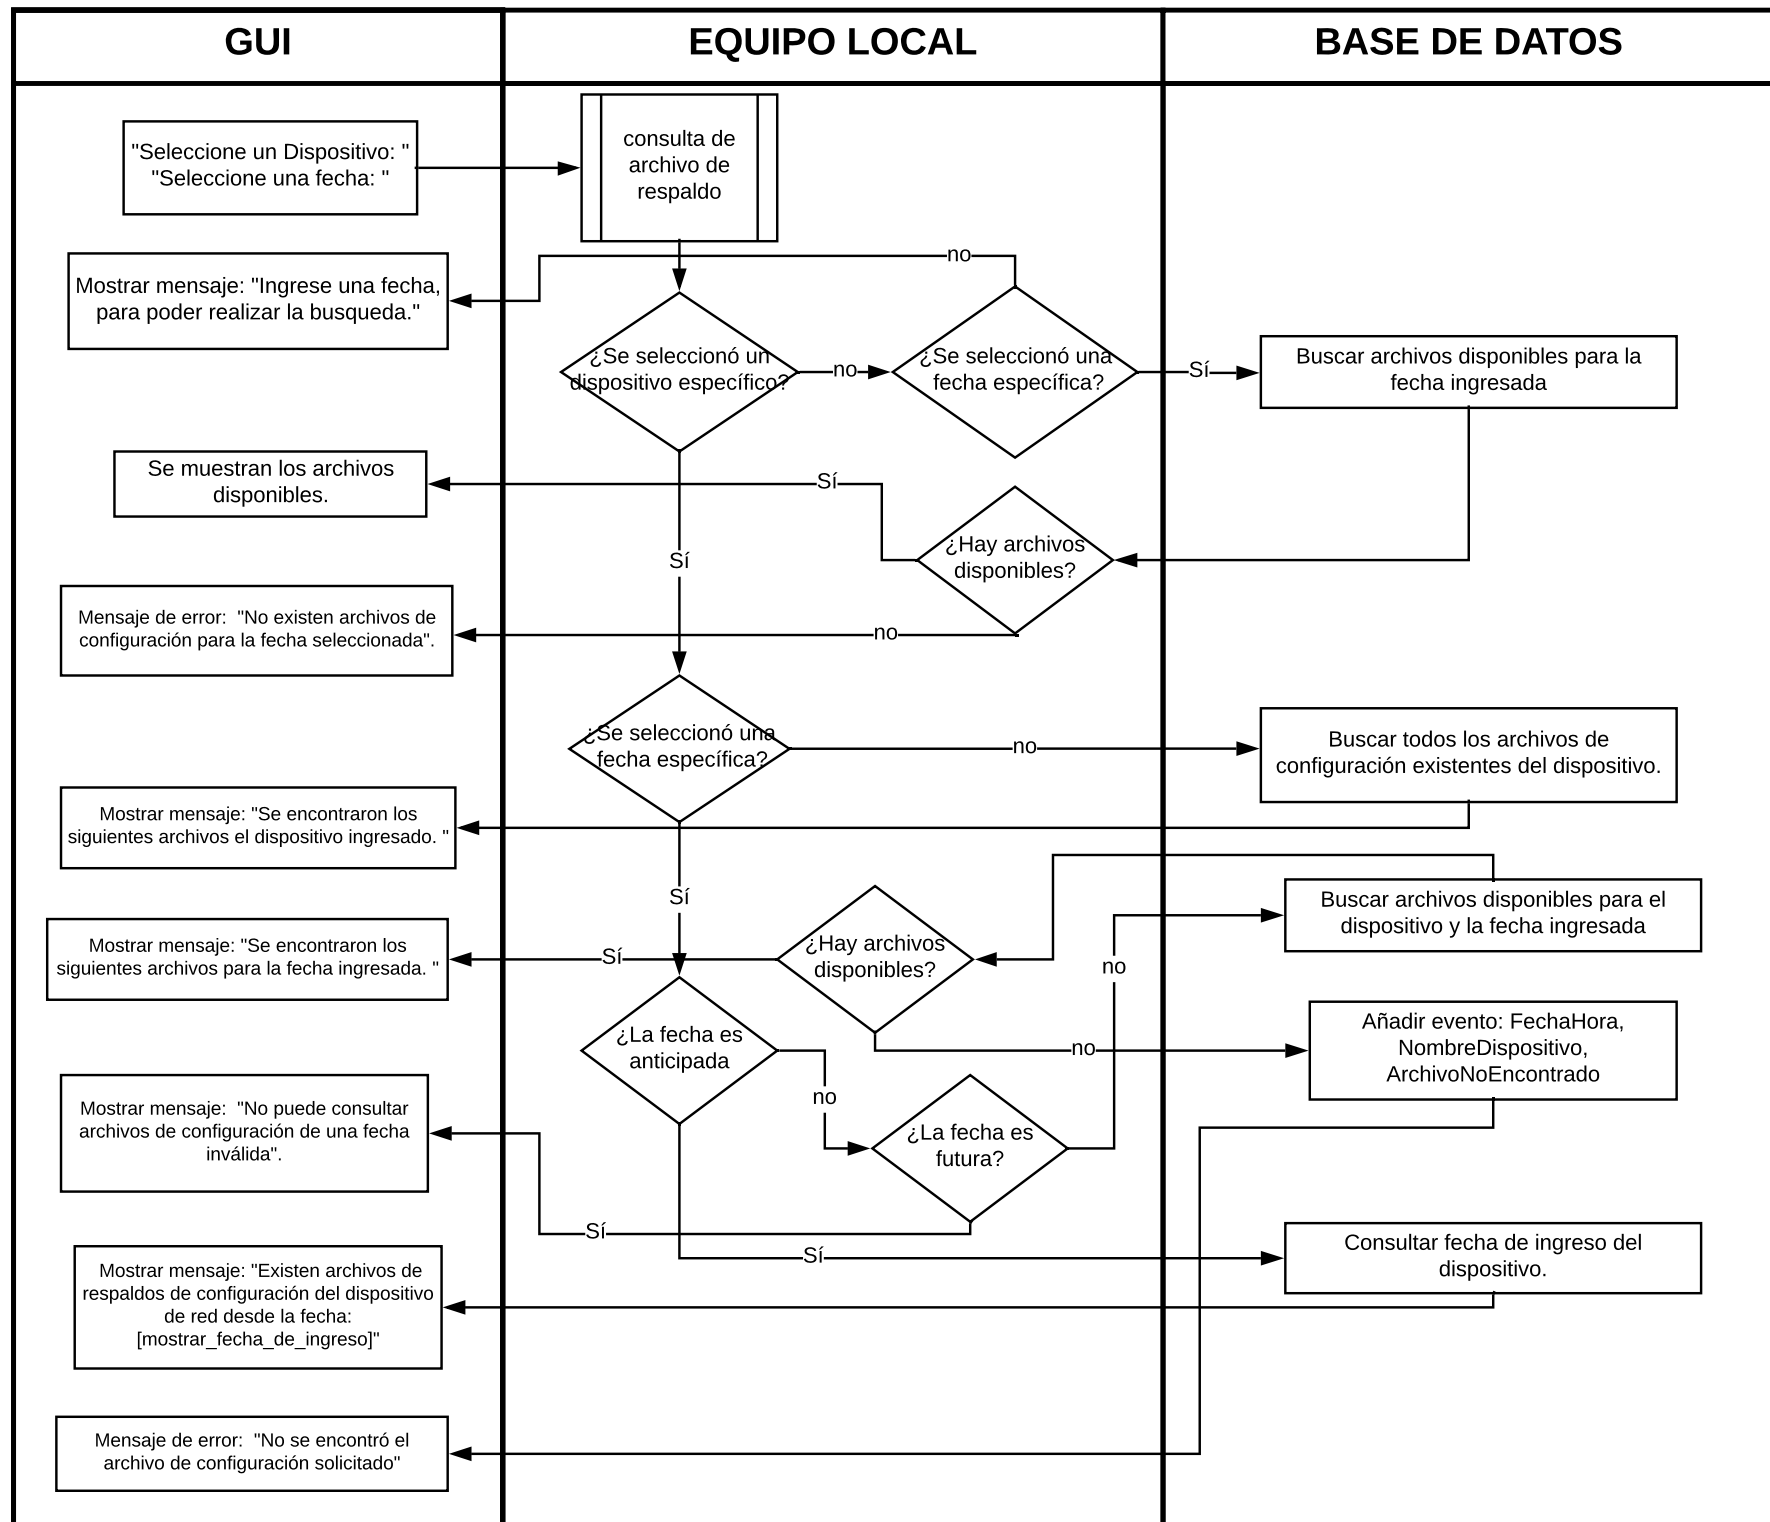 GUI
EQUIPO LOCAL
BASE DE DATOS
"Seleccione un Dispositivo: "
"Seleccione una fecha: "
consulta de
archivo de
respaldo
no
Mostrar mensaje: "Ingrese una fecha,
para poder realizar la busqueda."
¿Se seleccionó un
dispositivo específico?
no
¿Se seleccionó una
fecha específica?
Sí
Buscar archivos disponibles para la
fecha ingresada
Se muestran los archivos
disponibles.
Sí
¿Hay archivos
disponibles?
Sí
Mensaje de error:  "No existen archivos de
configuración para la fecha seleccionada".
no
¿Se seleccionó una
fecha específica?
no
Buscar todos los archivos de
configuración existentes del dispositivo.
Mostrar mensaje: "Se encontraron los
siguientes archivos el dispositivo ingresado. "
Sí
Buscar archivos disponibles para el
dispositivo y la fecha ingresada
Mostrar mensaje: "Se encontraron los
siguientes archivos para la fecha ingresada. "
Sí
¿Hay archivos
disponibles?
no
¿La fecha es
anticipada
no
Añadir evento: FechaHora,
NombreDispositivo,
ArchivoNoEncontrado
no
Mostrar mensaje:  "No puede consultar
archivos de configuración de una fecha
inválida".
¿La fecha es
futura?
Sí
Sí
Consultar fecha de ingreso del
dispositivo.
Mostrar mensaje: "Existen archivos de
respaldos de configuración del dispositivo
de red desde la fecha:
[mostrar_fecha_de_ingreso]"
Mensaje de error:  "No se encontró el
archivo de configuración solicitado"